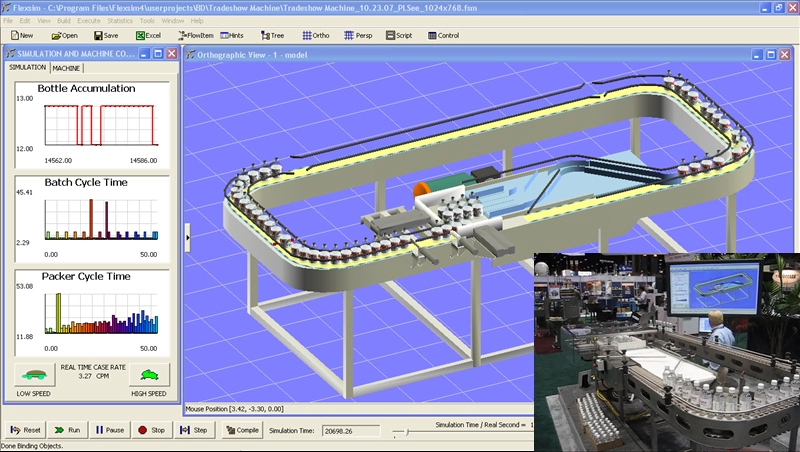 Flexsim - C:\Program Files\Flexsim4\userprojects\BD\Tradeshow Machine\Tradeshow Machine_10.23.07_PLSee_1024x768.fsm
File Edit View Build Execute Statistics Presentation Tools Window Help
New Open Save Excel FlowItem Hints Tree Ortho Persp Script Control
SIMULATION AND MACHINE CO...
SIMULATION MACHINE
Bottle Accumulation
13.00
12.00
14562.00 14586.00
Batch Cycle Time
45.41
2.29
0.00 50.00
Packer Cycle Time
53.08
11.88
0.00 50.00
REAL TIME CASE RATE
3.27 CPM
LOW SPEED HIGH SPEED
Orthographic View - 1 - model
Mouse Position [3.42, -3.30, 0.00]
Reset Run Pause Stop Step Compile Simulation Time: 20698.26 Simulation Time / Real Second = 1
Done Binding Objects.